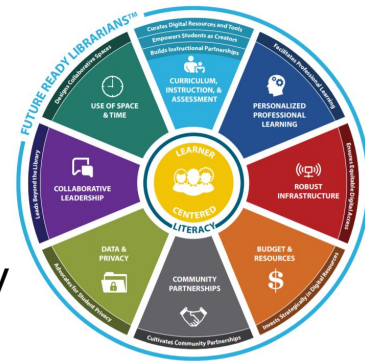 FUTURE READY LIBRARIANS™
Curates Digital Resources and Tools
Empowers Students as Creators
Builds Instructional Partnerships
CURRICULUM,
INSTRUCTION, &
ASSESSMENT
Facilitates Professional Learning
PERSONALIZED
PROFESSIONAL
LEARNING
Ensures Equitable Digital Access
ROBUST
INFRASTRUCTURE
Invests Strategically in Digital Resources
BUDGET &
RESOURCES
$
Cultivates Community Partnerships
COMMUNITY
PARTNERSHIPS
Advocates for Student Privacy
DATA &
PRIVACY
Leads Beyond the Library
COLLABORATIVE
LEADERSHIP
Designs Collaborative Spaces
USE OF SPACE
& TIME
LEARNER
CENTERED
LITERACY
y